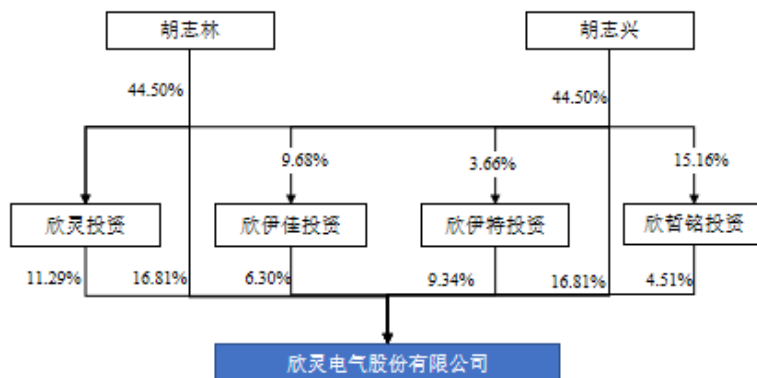 胡志林
胡志兴
44.50%
44.50%
9.68%
3.66%
15.16%
欣灵投资
欣伊佳投资
欣伊特投资
欣哲铭投资
11.29%
16.81%
6.30%
9.34%
16.81%
4.51%
欣灵电气股份有限公司